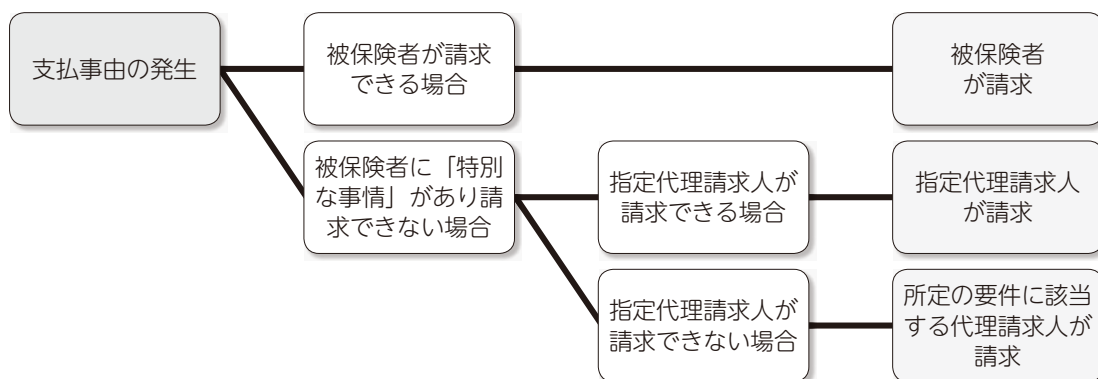 支払事由の発生
被保険者が請求
できる場合
被保険者
が請求
被保険者に「特別
な事情」があり請
求できない場合
指定代理請求人が
請求できる場合
指定代理請求人
が請求
指定代理請求人が
請求できない場合
所定の要件に該当
する代理請求人が
請求